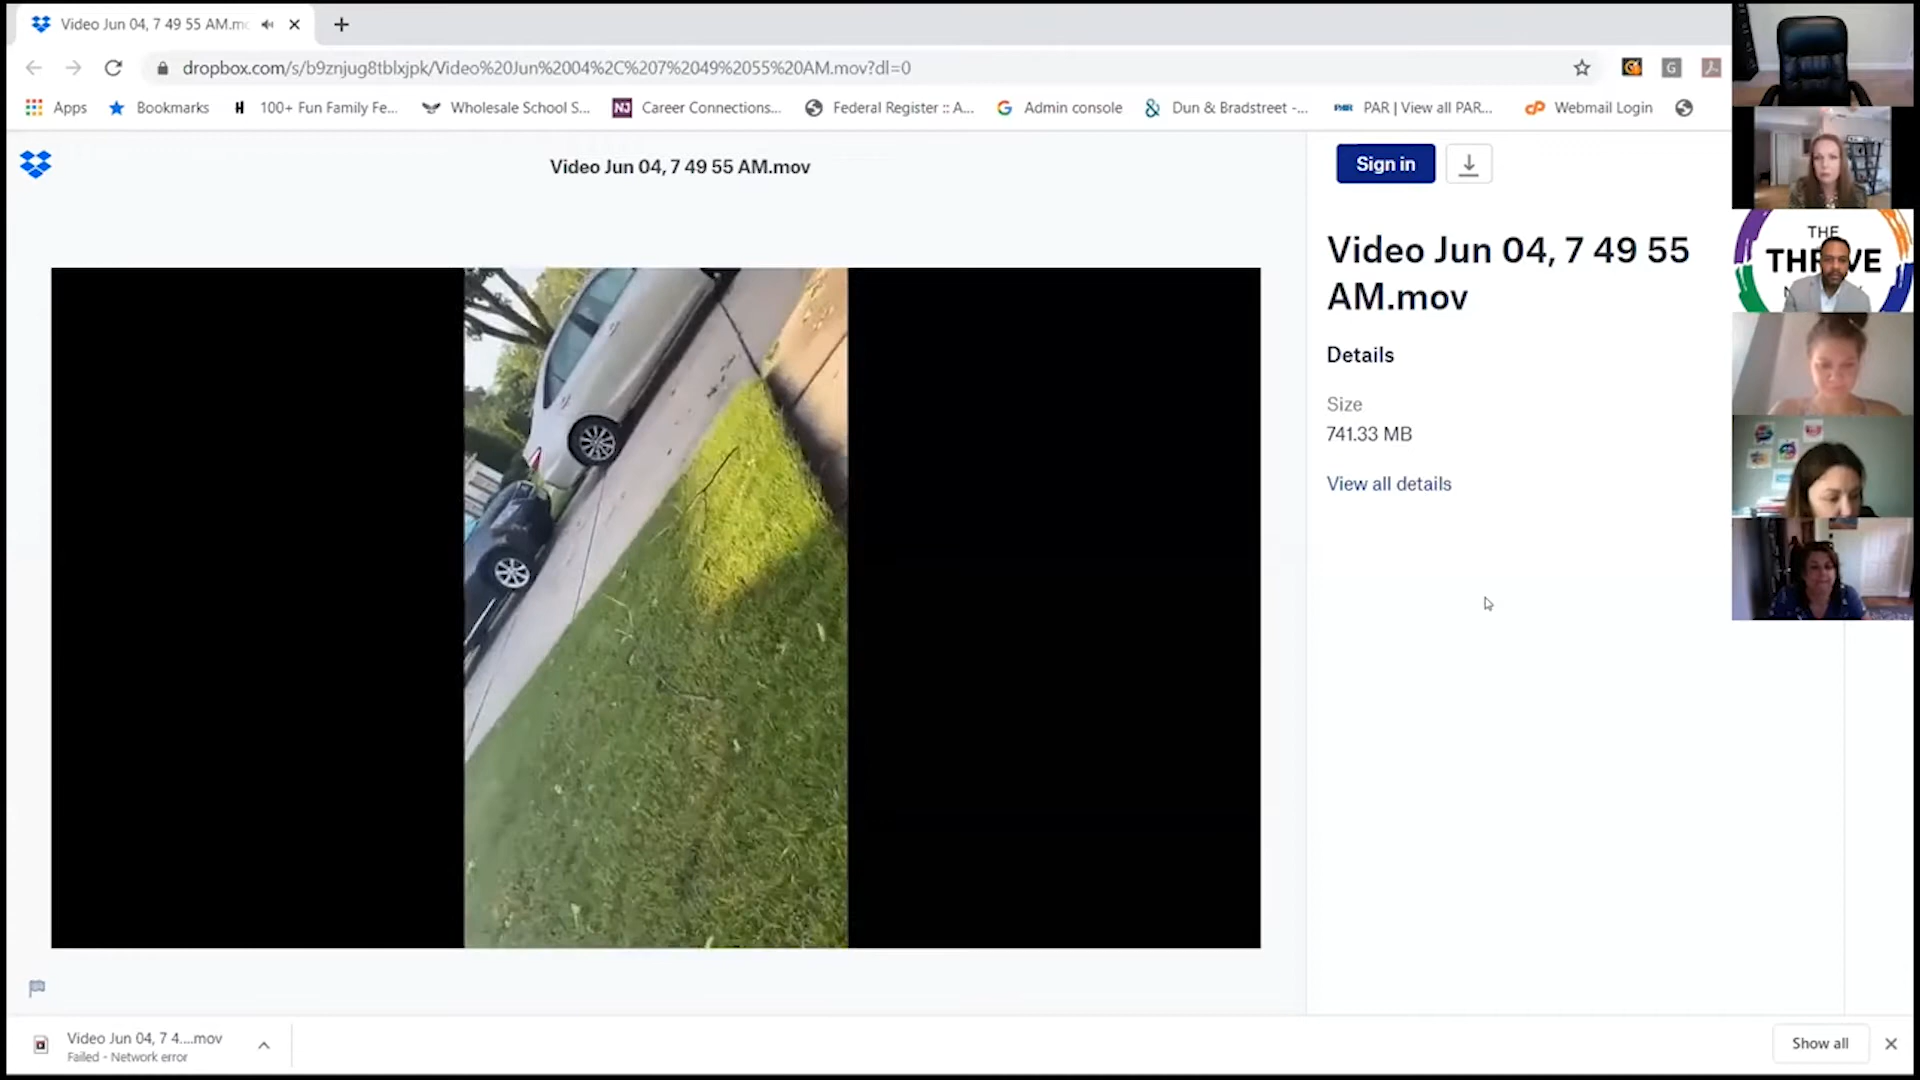 Video Jun 04, 7 49 55 AM.mo
dropbox.com/s/b9znjug8tblxjpk/Video%20Jun%2004%2C%207%2049%2055%20AM.mov?dl=0
Apps
Bookmarks
100+ Fun Family Fe...
Wholesale School S...
NJ
Career Connections...
Federal Register :: A...
Admin console
Dun & Bradstreet -...
PAR
PAR | View all PAR...
Webmail Login
Video Jun 04, 7 49 55 AM.mov
Sign in
Video Jun 04, 7 49 55
AM.mov
Details
Size
741.33 MB
View all details
THE
THRIVE
Video Jun 04, 7 4....mov
Failed - Network error
Show all